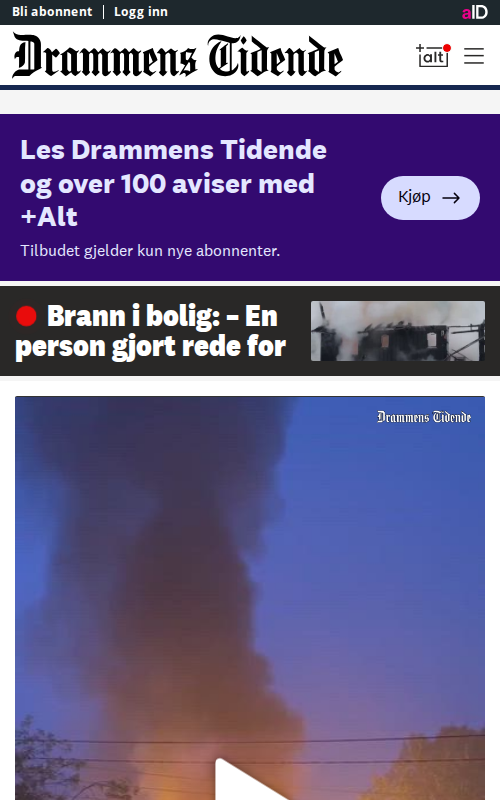 Bli abonnent
Logg inn
aID
Drammens Tidende
+alt
Les Drammens Tidende
og over 100 aviser med
+Alt
Tilbudet gjelder kun nye abonnenter.
Kjøp
Brann i bolig: – En
person gjort rede for
Drammens Tidende